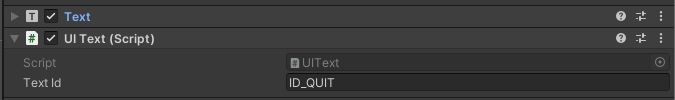 Text
UI Text (Script)
Script UIText
Text Id ID_QUIT